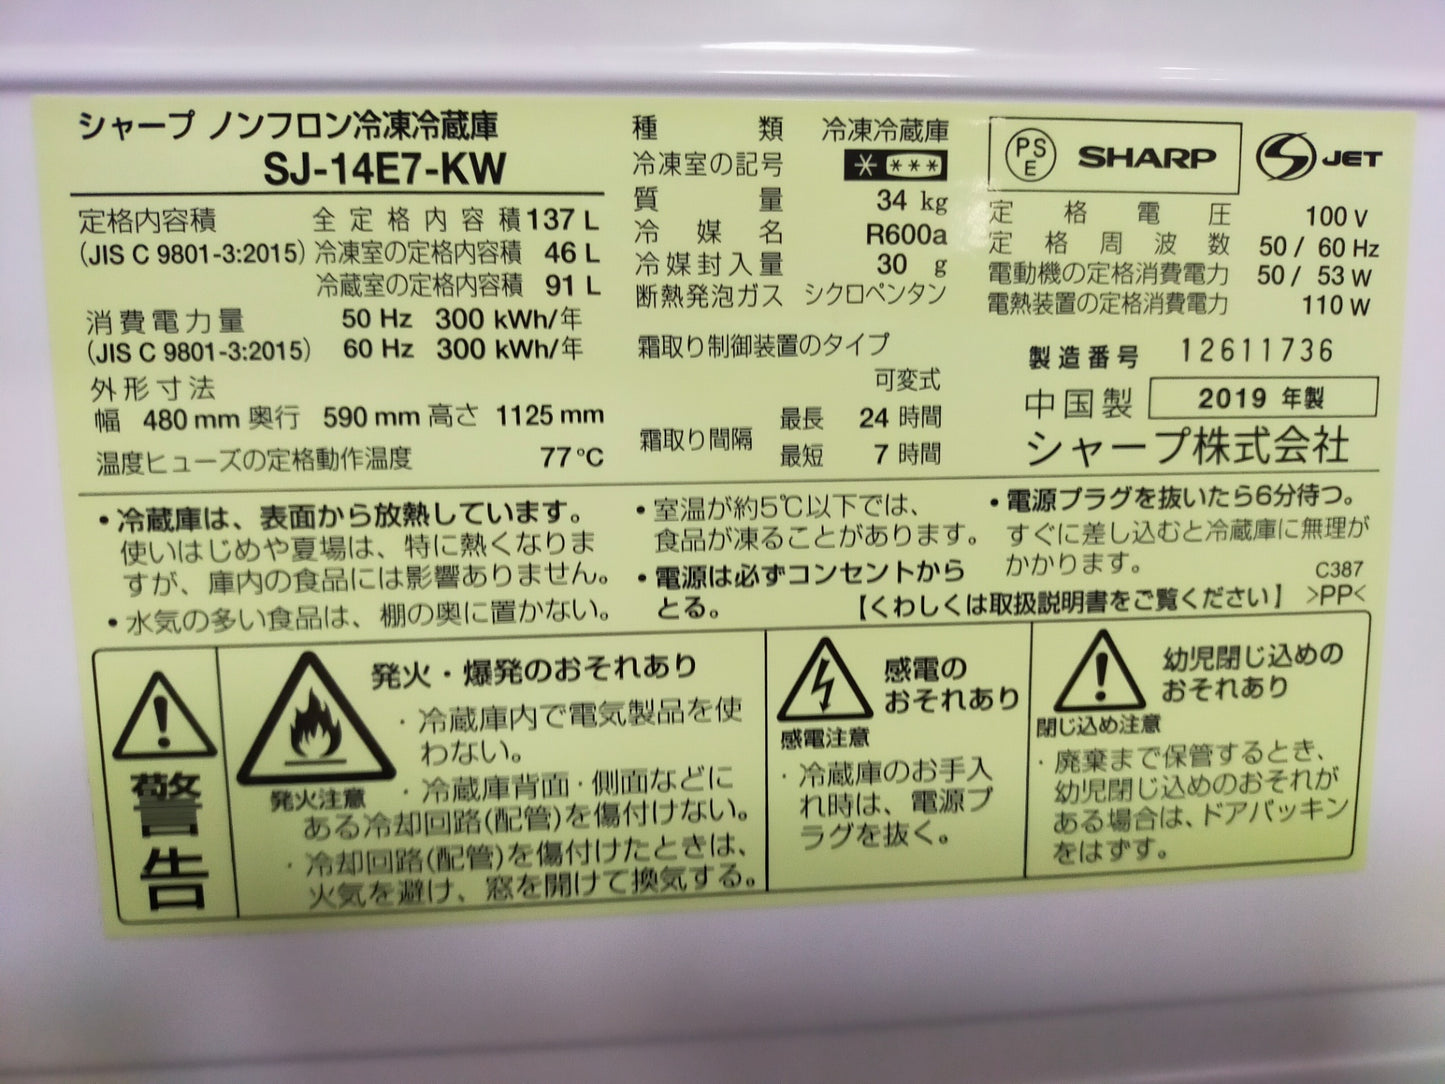 シャープ ノンフロン冷凍冷蔵庫
SJ-14E7-KW
定格内容積 全定格内容積 137 L
(JIS C 9801-3:2015) 冷凍室の定格内容積 46 L
冷蔵室の定格内容積 91 L
消費電力量 50 Hz 300 kWh/年
(JIS C 9801-3:2015) 60 Hz 300 kWh/年
外形寸法
幅 480 mm 奥行 590 mm 高さ 1125 mm
温度ヒューズの定格動作温度 77℃
種類 冷凍冷蔵庫
冷凍室の記号 * ***
質量 34 kg
冷媒名 R600a
冷媒封入量 30 g
断熱発泡ガス シクロペンタン
霜取り制御装置のタイプ
可変式
霜取り間隔
最長 24 時間
最短 7 時間
PS
E
SHARP
S JET
定格電圧 100 V
定格周波数 50 / 60 Hz
電動機の定格消費電力 50 / 53 W
電熱装置の定格消費電力 110 W
製造番号 12611736
中国製 2019 年製
シャープ株式会社
・冷蔵庫は、表面から放熱しています。
使いはじめや夏場は、特に熱くなりま
すが、庫内の食品には影響ありません。
・水気の多い食品は、棚の奥に置かない。
・室温が約5℃以下では、
食品が凍ることがあります。
・電源は必ずコンセントから
とる。
・電源プラグを抜いたら6分待つ。
すぐに差し込むと冷蔵庫に無理が
かかります。
C387
【くわしくは取扱説明書をご覧ください】 >PP<
警告
発火・爆発のおそれあり
発火注意
・冷蔵庫内で電気製品を使
わない。
・冷蔵庫背面・側面などに
ある冷却回路(配管)を傷付けない。
・冷却回路(配管)を傷付けたときは、
火気を避け、窓を開けて換気する。
感電の
おそれあり
感電注意
・冷蔵庫のお手入
れ時は、電源プ
ラグを抜く。
幼児閉じ込めの
おそれあり
閉じ込め注意
・廃棄まで保管するとき、
幼児閉じ込めのおそれが
ある場合は、ドアパッキン
をはずす。